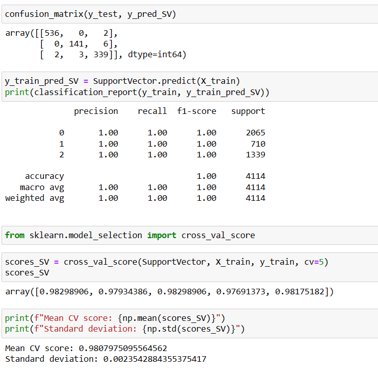 confusion_matrix(y_test, y_pred_SV)
array([[536,   0,   2],
       [  0, 141,   6],
       [  2,   3, 339]], dtype=int64)
y_train_pred_SV = SupportVector.predict(X_train)
print(classification_report(y_train, y_train_pred_SV))
              precision    recall  f1-score   support
           0       1.00      1.00      1.00      2065
           1       1.00      1.00      1.00       710
           2       1.00      1.00      1.00      1339
    accuracy                           1.00      4114
   macro avg       1.00      1.00      1.00      4114
weighted avg       1.00      1.00      1.00      4114
from sklearn.model_selection import cross_val_score
scores_SV = cross_val_score(SupportVector, X_train, y_train, cv=5)
scores_SV
array([0.98298906, 0.97934386, 0.98298906, 0.97691373, 0.98175182])
print(f"Mean CV score: {np.mean(scores_SV)}")
print(f"Standard deviation: {np.std(scores_SV)}")
Mean CV score: 0.9807975095564562
Standard deviation: 0.0023542884355375417